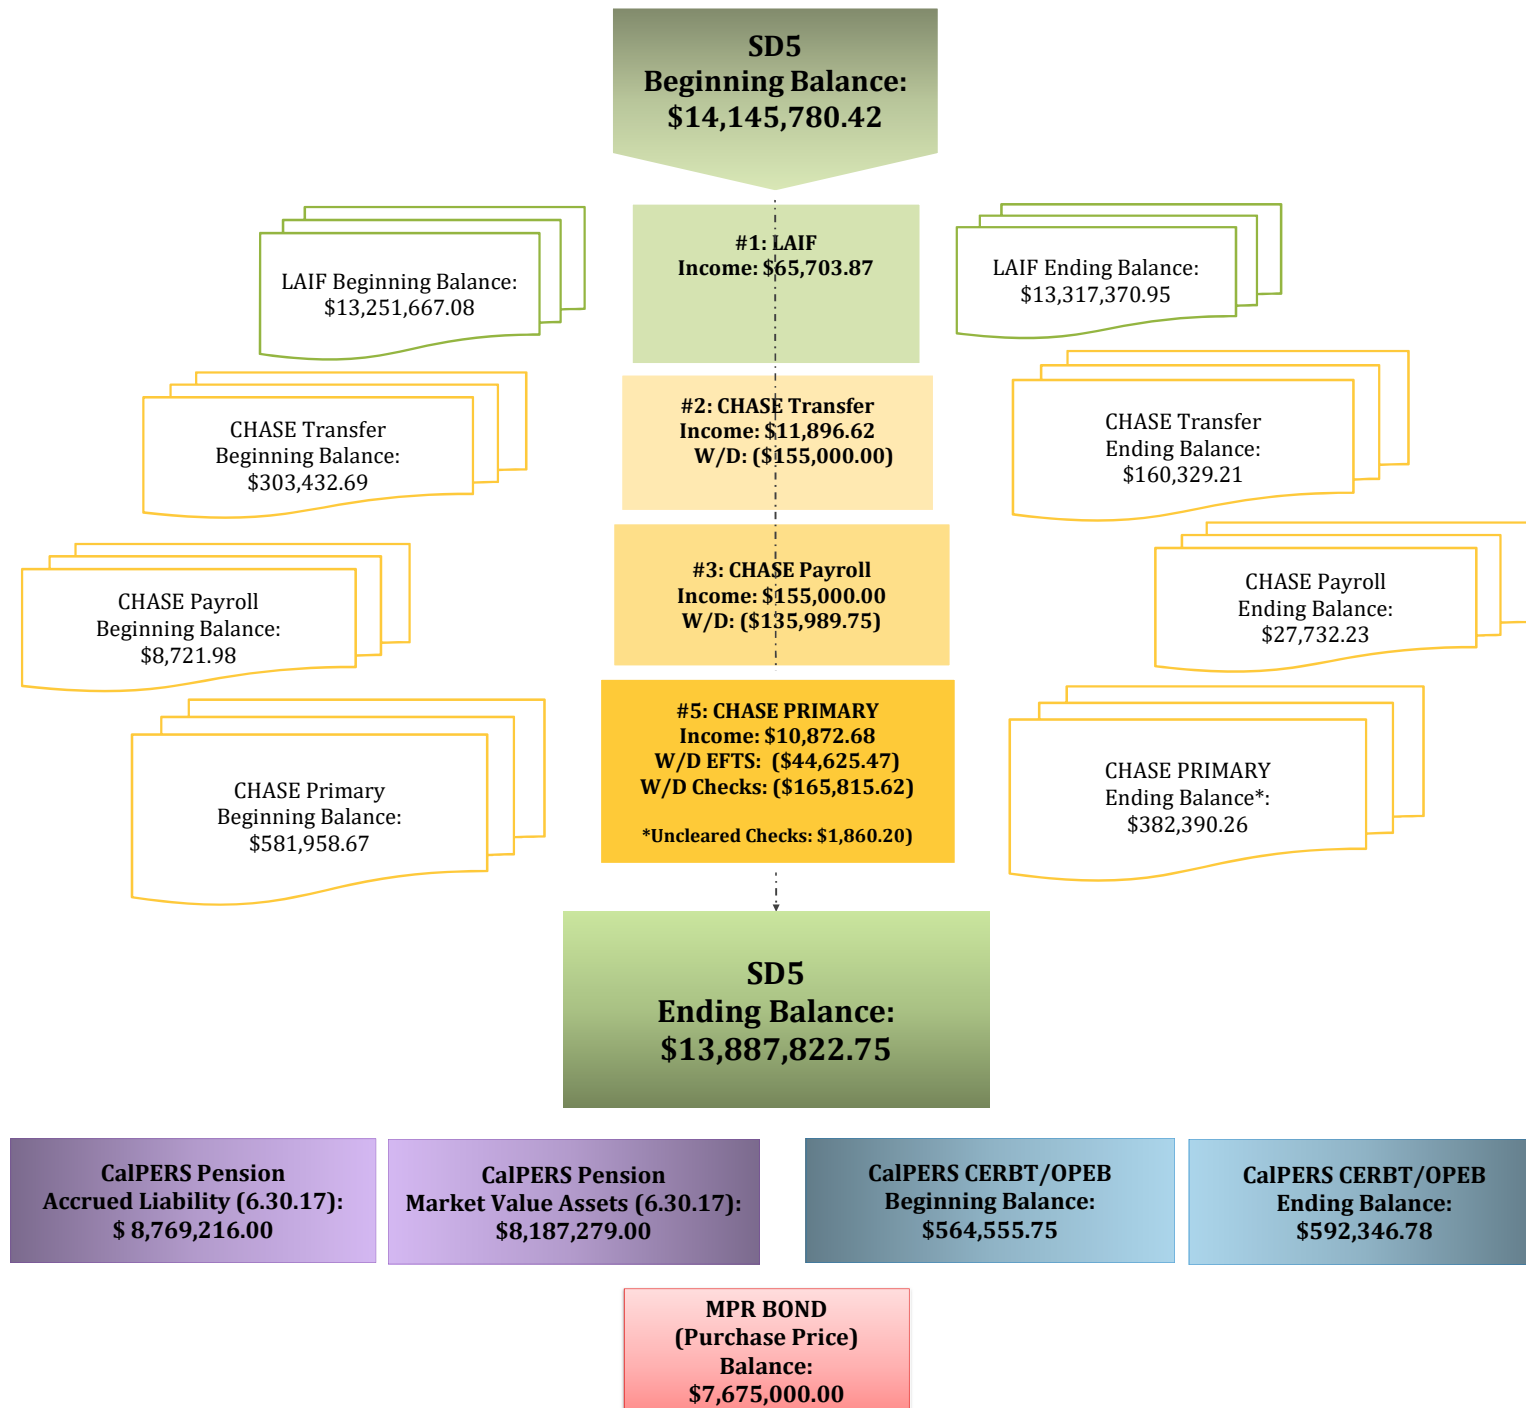 SD5
Beginning Balance:
$14,145,780.42
LAIF Beginning Balance:
$13,251,667.08
#1: LAIF
Income: $65,703.87
LAIF Ending Balance:
$13,317,370.95
CHASE Transfer
Beginning Balance:
$303,432.69
#2: CHASE Transfer
Income: $11,896.62
W/D: ($155,000.00)
CHASE Transfer
Ending Balance:
$160,329.21
CHASE Payroll
Beginning Balance:
$8,721.98
#3: CHASE Payroll
Income: $155,000.00
W/D: ($135,989.75)
CHASE Payroll
Ending Balance:
$27,732.23
CHASE Primary
Beginning Balance:
$581,958.67
#5: CHASE PRIMARY
Income: $10,872.68
W/D EFTS: ($44,625.47)
W/D Checks: ($165,815.62)
*Uncleared Checks: $1,860.20)
CHASE PRIMARY
Ending Balance*:
$382,390.26
SD5
Ending Balance:
$13,887,822.75
CalPERS Pension
Accrued Liability (6.30.17):
$ 8,769,216.00
CalPERS Pension
Market Value Assets (6.30.17):
$8,187,279.00
CalPERS CERBT/OPEB
Beginning Balance:
$564,555.75
CalPERS CERBT/OPEB
Ending Balance:
$592,346.78
MPR BOND
(Purchase Price)
Balance:
$7,675,000.00